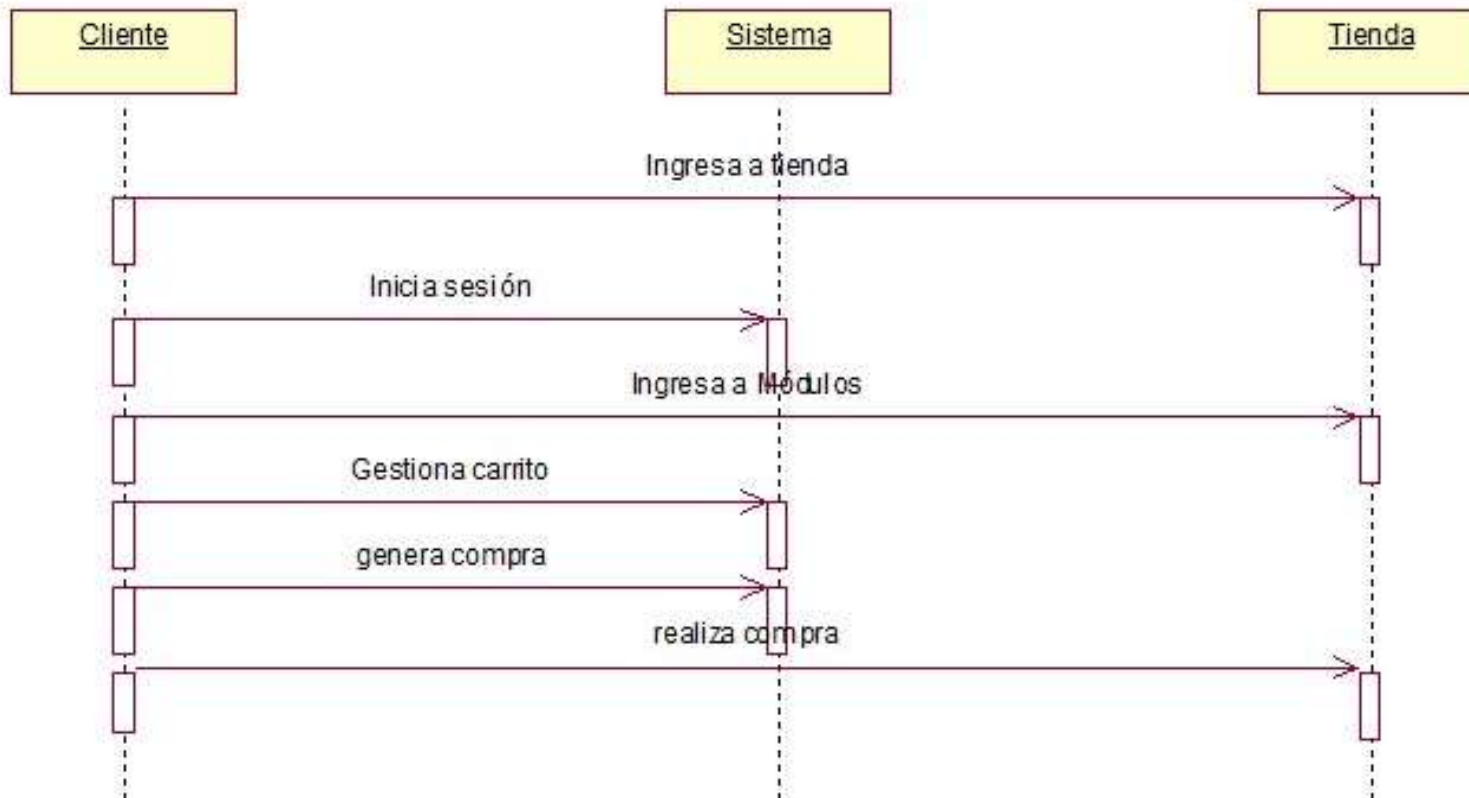 Cliente
Sistema
Tienda
Ingresa a tienda
Inicia sesión
Ingresa a Módulos
Gestiona carrito
genera compra
realiza compra